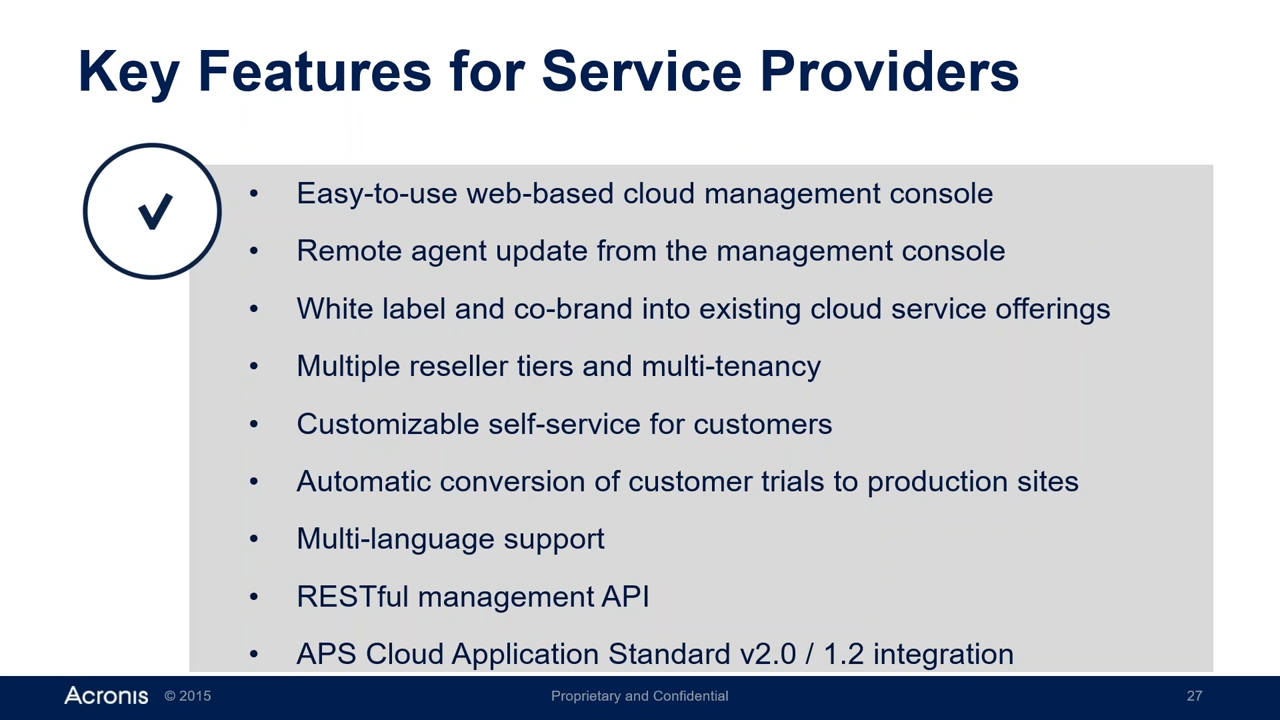 Key Features for Service Providers
• Easy-to-use web-based cloud management console
• Remote agent update from the management console
• White label and co-brand into existing cloud service offerings
• Multiple reseller tiers and multi-tenancy
• Customizable self-service for customers
• Automatic conversion of customer trials to production sites
• Multi-language support
• RESTful management API
• APS Cloud Application Standard v2.0 / 1.2 integration
Acronis © 2015 Proprietary and Confidential 27